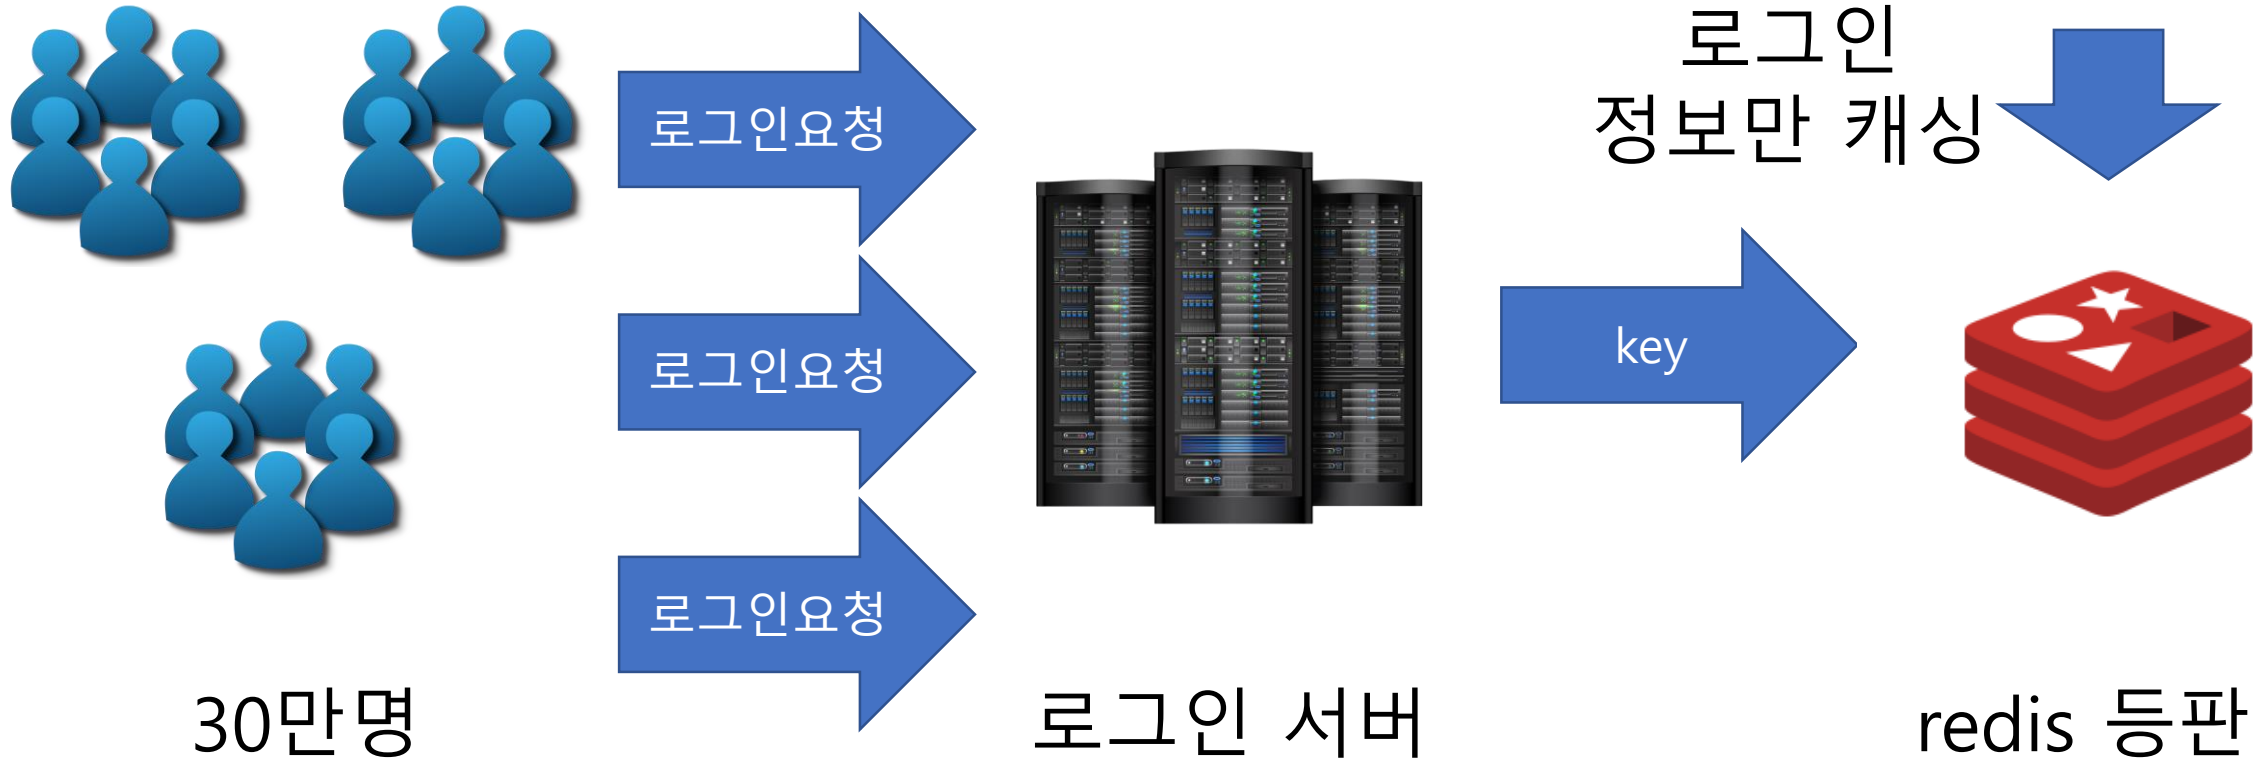 로그인
정보만 캐싱
로그인요청
로그인요청
로그인요청
key
30만명
로그인 서버
redis 등판